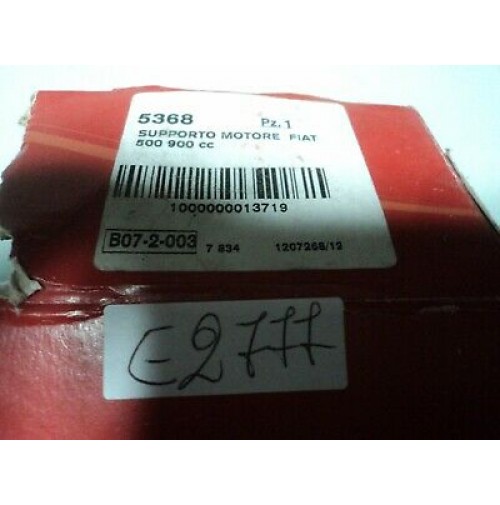 5368 Pz.1
SUPPORTO MOTORE FIAT
500 900 cc
1000000013719
B07-2-003 7 834 1207268/12
E2777